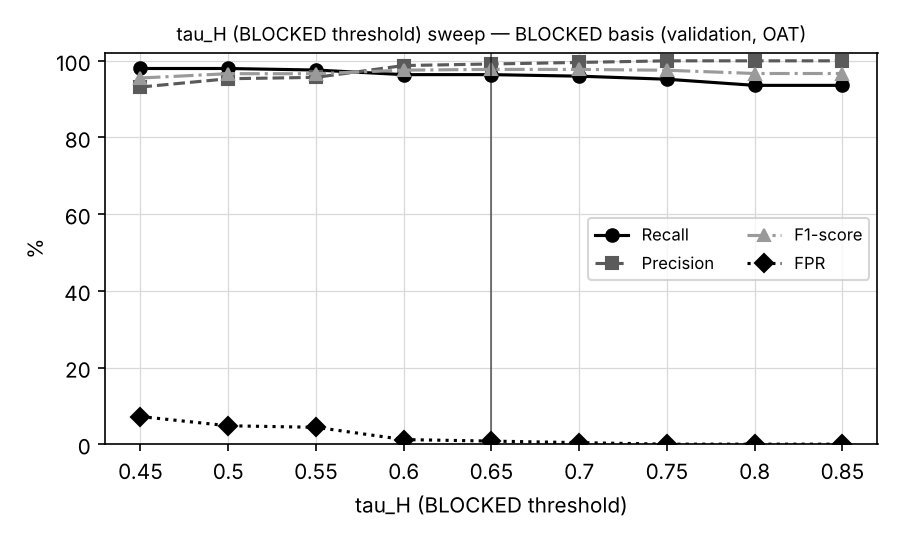 tau_H (BLOCKED threshold) sweep — BLOCKED basis (validation, OAT)
100
80
60
40
20
0
%
Recall
Precision
F1-score
FPR
0.45 0.5 0.55 0.6 0.65 0.7 0.75 0.8 0.85
tau_H (BLOCKED threshold)